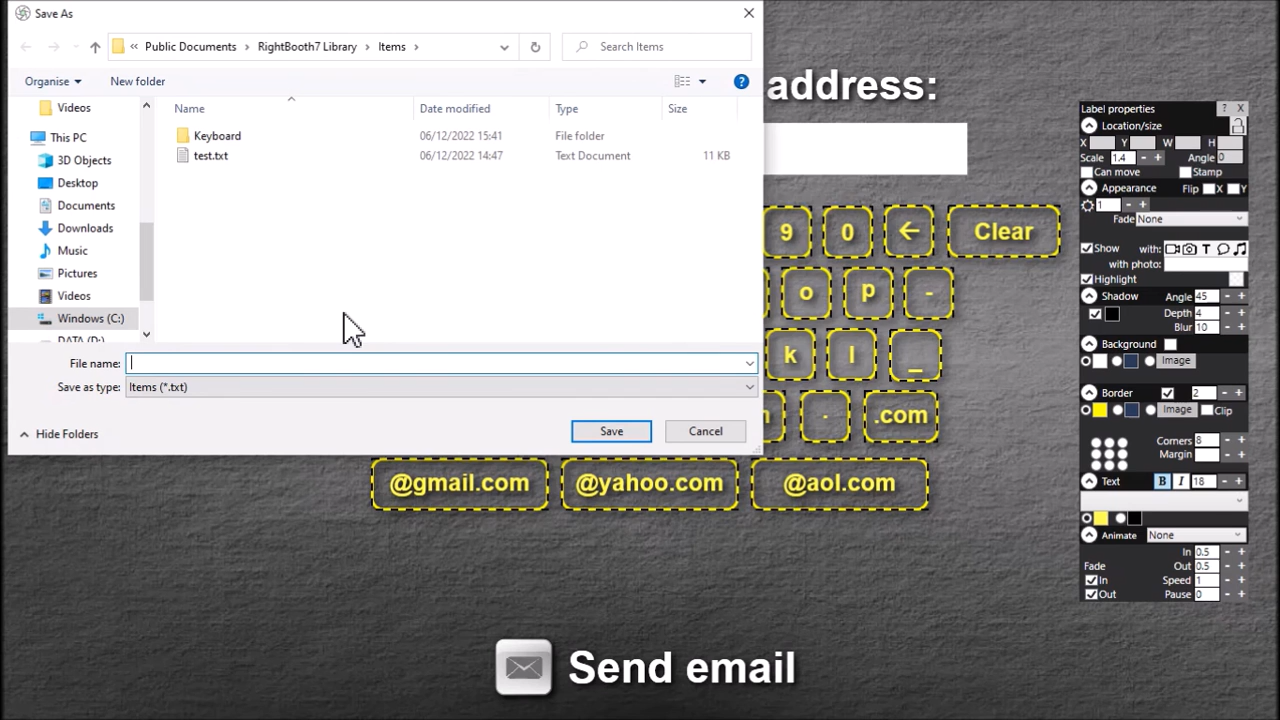 Save As
Public Documents > RightBooth7 Library > Items >
Search Items
Organise
New folder
?
Name
Date modified
Type
Size
Videos
This PC
3D Objects
Desktop
Documents
Downloads
Music
Pictures
Videos
Windows (C:)
DATA (D:)
Keyboard
06/12/2022 15:41
File folder
test.txt
06/12/2022 14:47
Text Document
11 KB
File name:
Save as type:
Items (*.txt)
Hide Folders
Save
Cancel
address:
9 0 ← Clear
o p -
k l _
. .com
@gmail.com @yahoo.com @aol.com
Send email
Label properties ? X
Location/size
X Y W H
Scale 1.4 - + Angle 0
Can move Stamp
Appearance Flip X Y
1 - +
Fade None
Show with: T
with photo:
Highlight
Shadow Angle 45 - +
Depth 4 - +
Blur 10 - +
Background
Image
Border 2 - +
Image Clip
Corners 8 - +
Margin - +
Text B I 18 - +
Animate None
In 0.5 - +
Fade Out 0.5 - +
In Speed 1 - +
Out Pause 0 - +